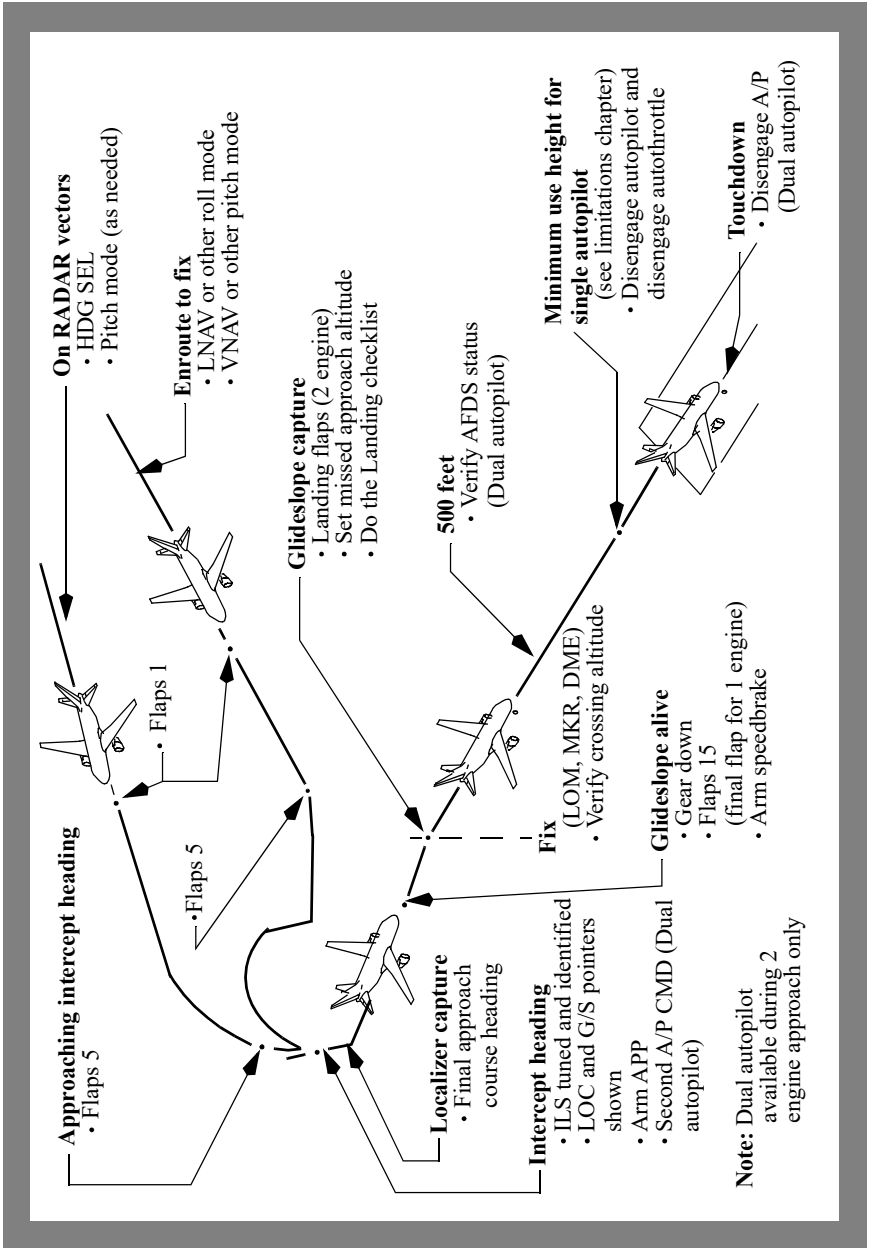 On RADAR vectors
• HDG SEL
• Pitch mode (as needed)
Enroute to fix
• LNAV or other roll mode
• VNAV or other pitch mode
• Flaps 1
Approaching intercept heading
• Flaps 5
•Flaps 5
Localizer capture
• Final approach
course heading
Intercept heading
• ILS tuned and identified
• LOC and G/S pointers
shown
• Arm APP
• Second A/P CMD (Dual
autopilot)
Glideslope alive
• Gear down
• Flaps 15
(final flap for 1 engine)
• Arm speedbrake
Glideslope capture
• Landing flaps (2 engine)
• Set missed approach altitude
• Do the Landing checklist
Fix
(LOM, MKR, DME)
• Verify crossing altitude
500 feet
• Verify AFDS status
(Dual autopilot)
Minimum use height for
single autopilot
(see limitations chapter)
• Disengage autopilot and
disengage autothrottle
Touchdown
• Disengage A/P
(Dual autopilot)
Note: Dual autopilot
available during 2
engine approach only